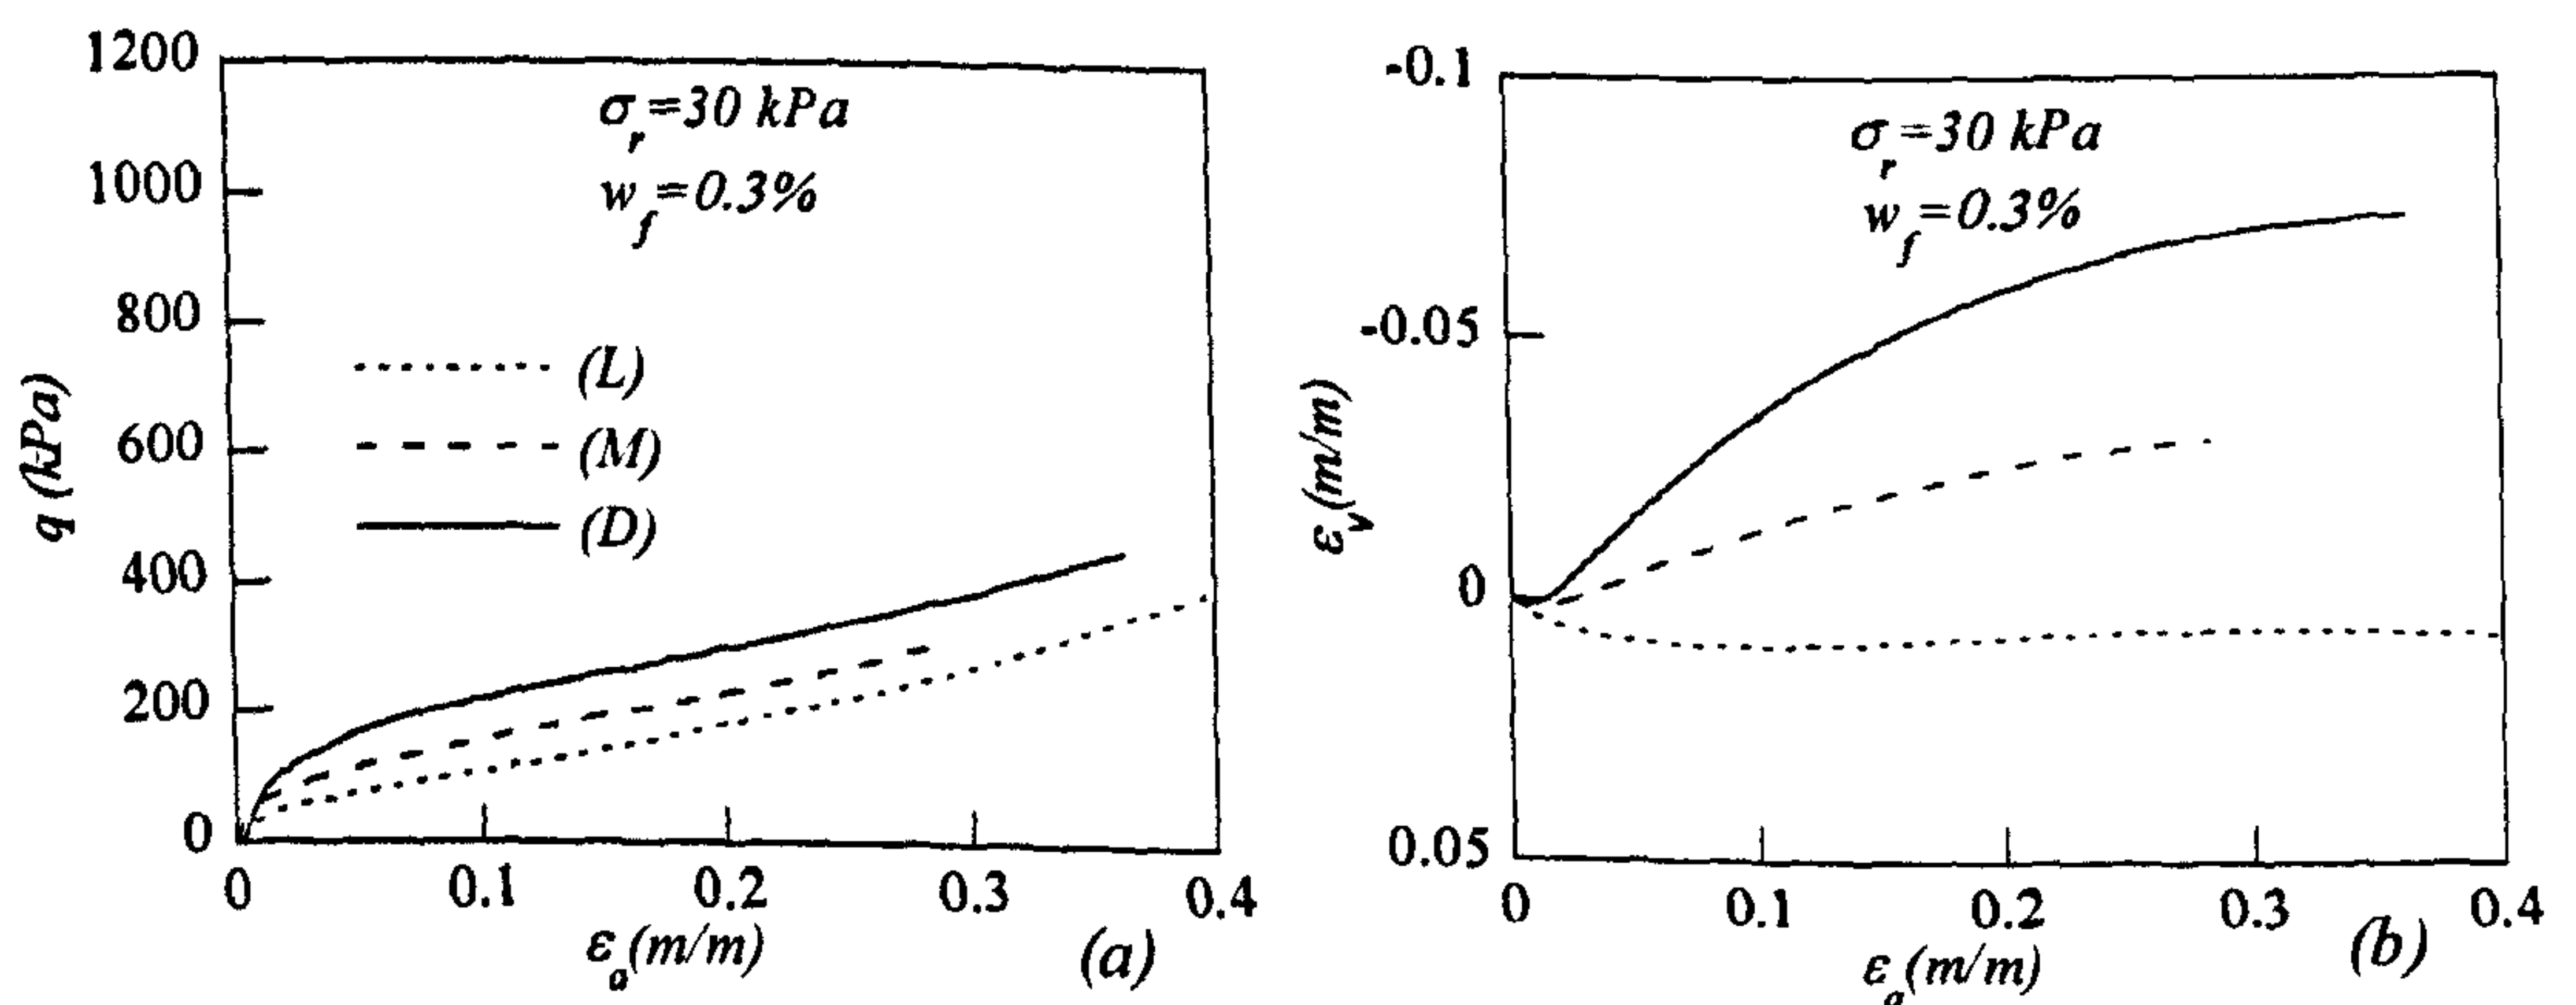 1200
1000
800
600
400
200
0
q (kPa)
σr=30 kPa
wf=0.3%
(L)
(M)
(D)
0 0.1 0.2 0.3 0.4
εa(m/m)
(a)
-0.1
-0.05
0
0.05
εv(m/m)
σr=30 kPa
wf=0.3%
0 0.1 0.2 0.3 0.4
εa(m/m)
(b)